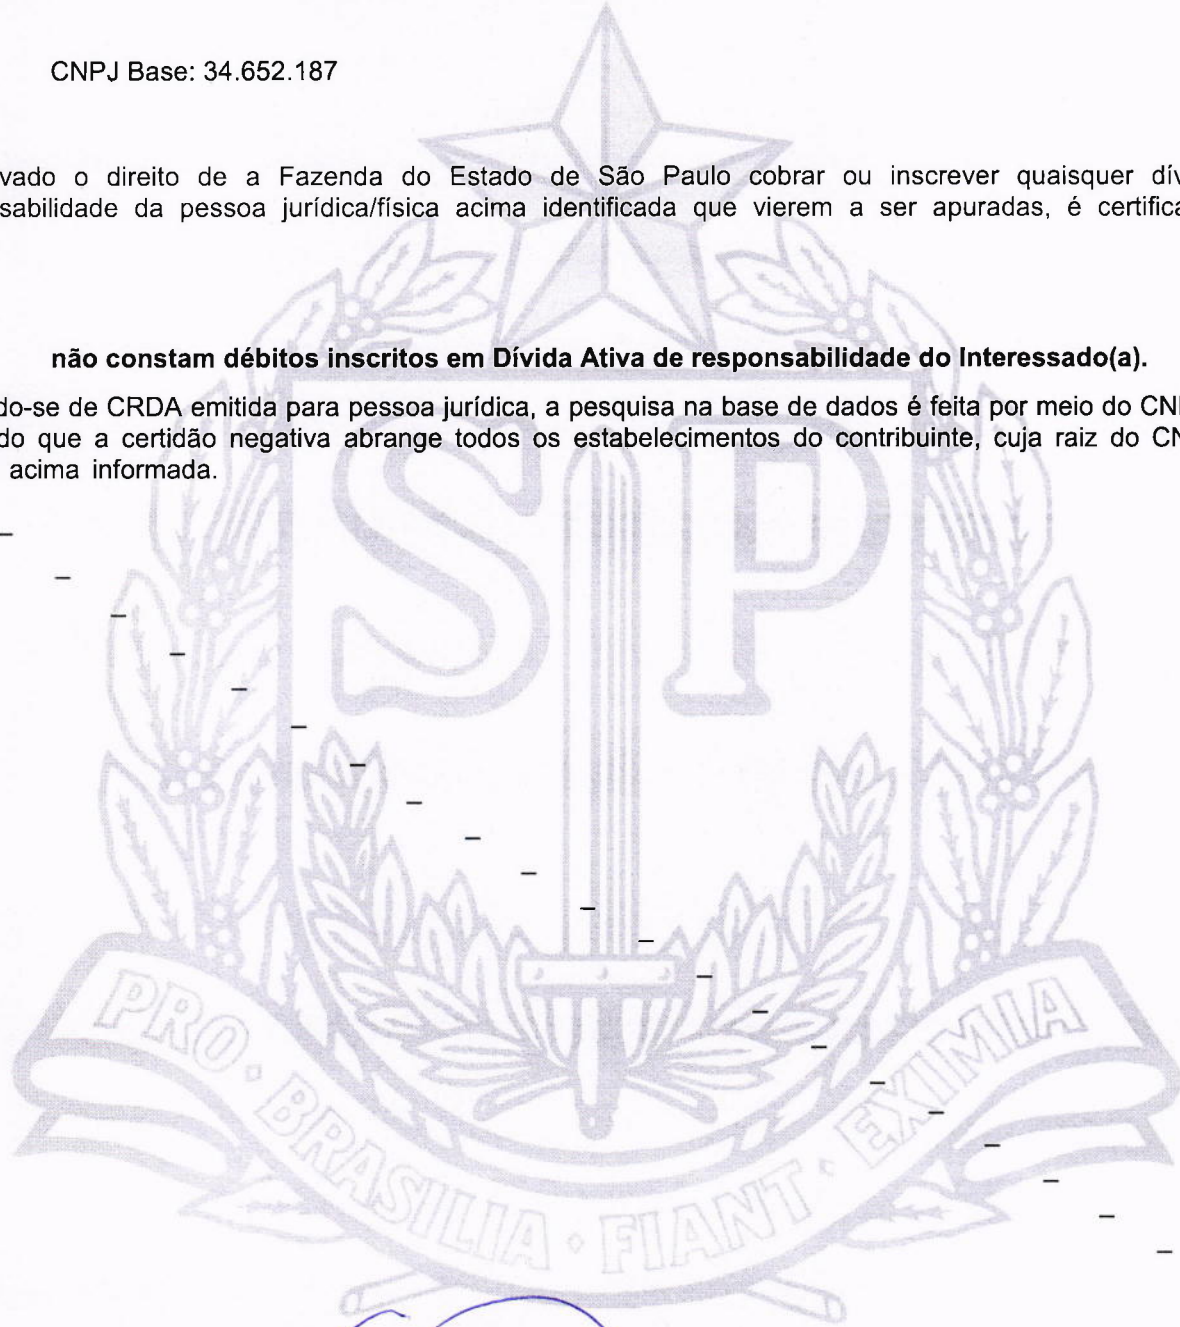 CNPJ Base: 34.652.187
vado o direito de a Fazenda do Estado de São Paulo cobrar ou inscrever quaisquer dív
sabilidade da pessoa jurídica/física acima identificada que vierem a ser apuradas, é certifica
não constam débitos inscritos em Dívida Ativa de responsabilidade do Interessado(a).
do-se de CRDA emitida para pessoa jurídica, a pesquisa na base de dados é feita por meio do CN
do que a certidão negativa abrange todos os estabelecimentos do contribuinte, cuja raiz do CN
acima informada.
SP
PRO · BRASILIA · FIANT · EXIMIA